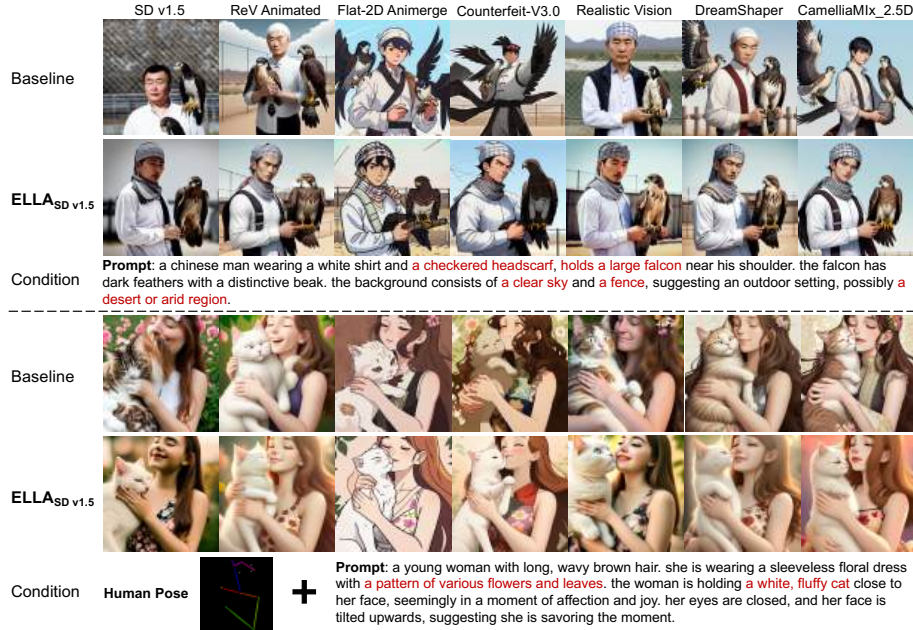 SD v1.5 ReV Animated Flat-2D Animerge Counterfeit-V3.0 Realistic Vision DreamShaper CamelliaMIx_2.5D
Baseline
ELLA SD v1.5
Condition
Prompt: a chinese man wearing a white shirt and a checkered headscarf, holds a large falcon near his shoulder. the falcon has
dark feathers with a distinctive beak. the background consists of a clear sky and a fence, suggesting an outdoor setting, possibly a
desert or arid region.
Baseline
ELLA SD v1.5
Condition
Human Pose
+
Prompt: a young woman with long, wavy brown hair. she is wearing a sleeveless floral dress
with a pattern of various flowers and leaves. the woman is holding a white, fluffy cat close to
her face, seemingly in a moment of affection and joy. her eyes are closed, and her face is
tilted upwards, suggesting she is savoring the moment.